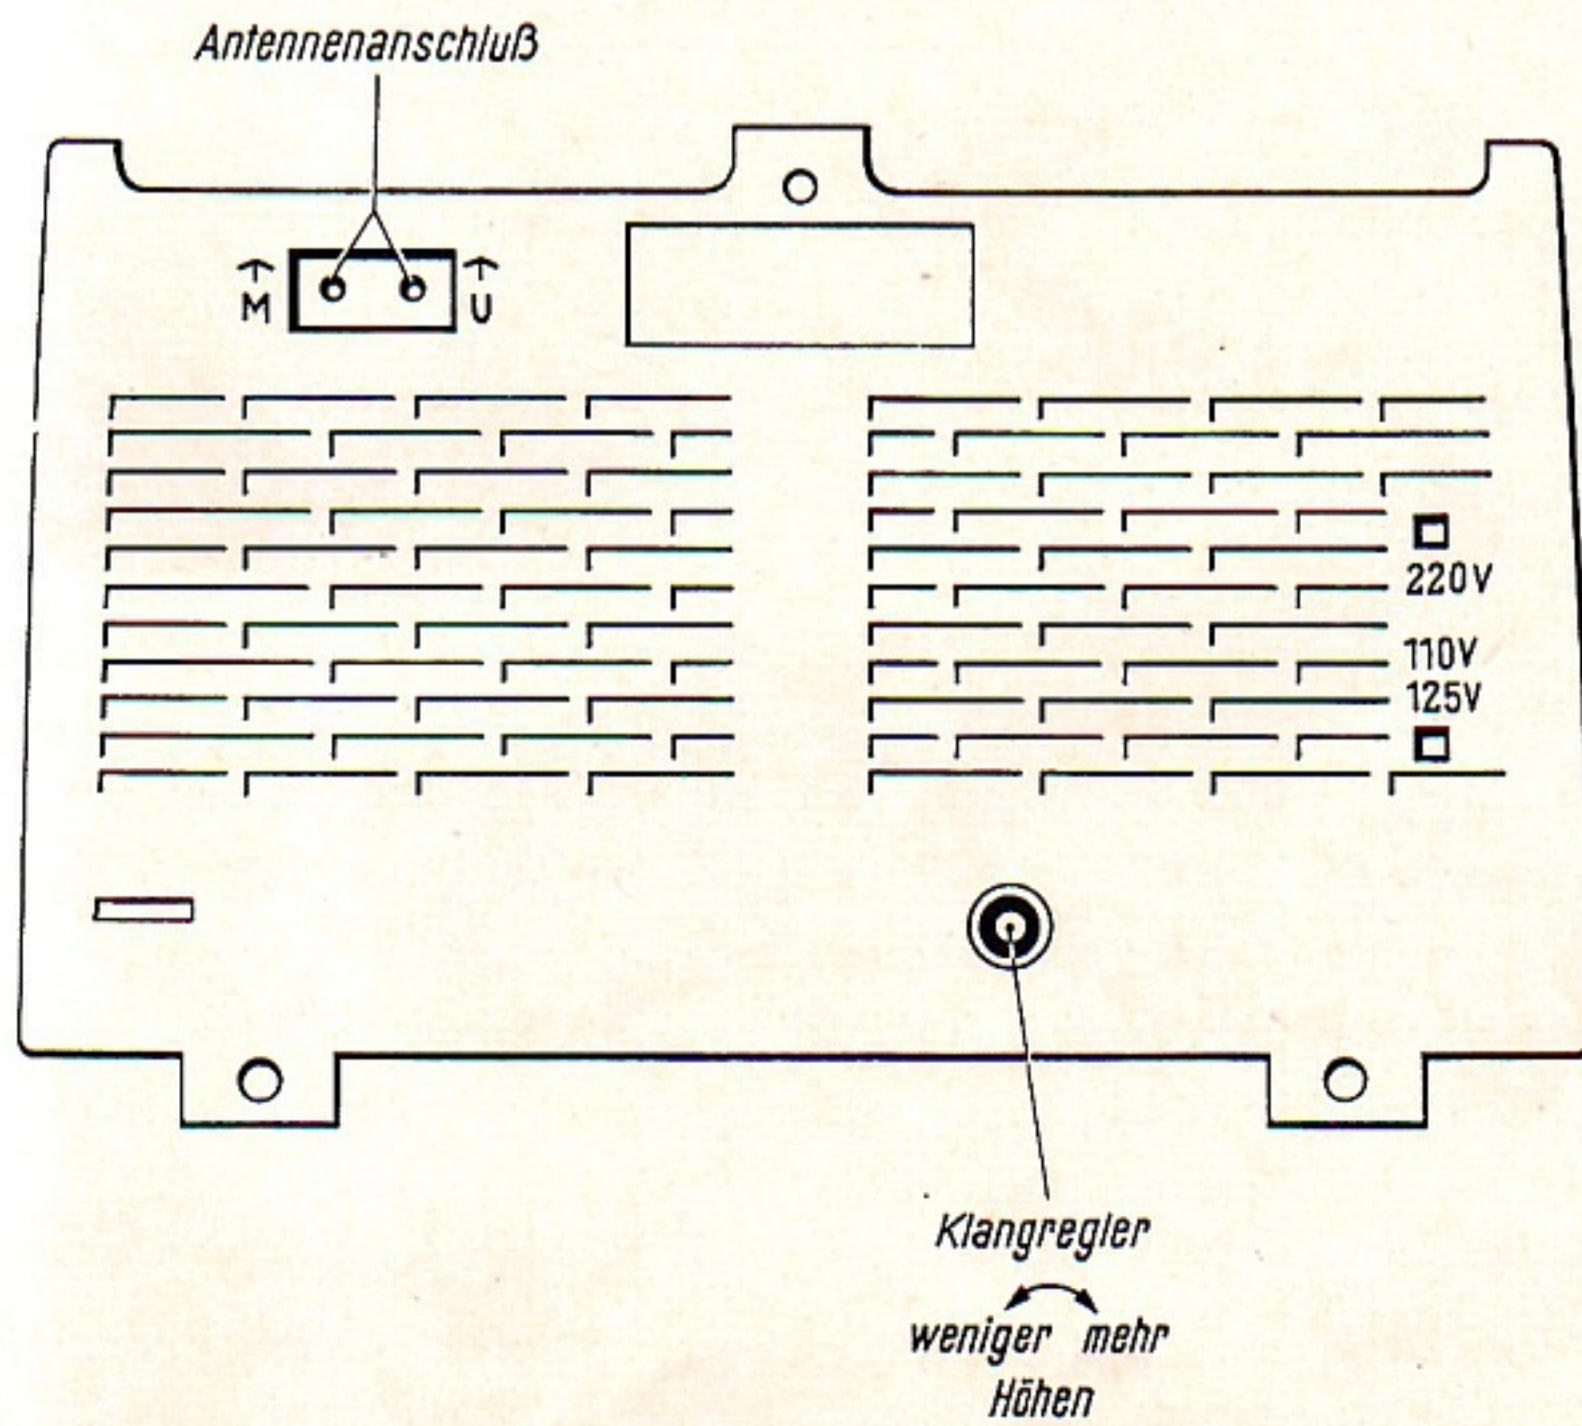 Antennenanschluß
M U
220V
110V
125V
Klangregler
weniger mehr
Höhen